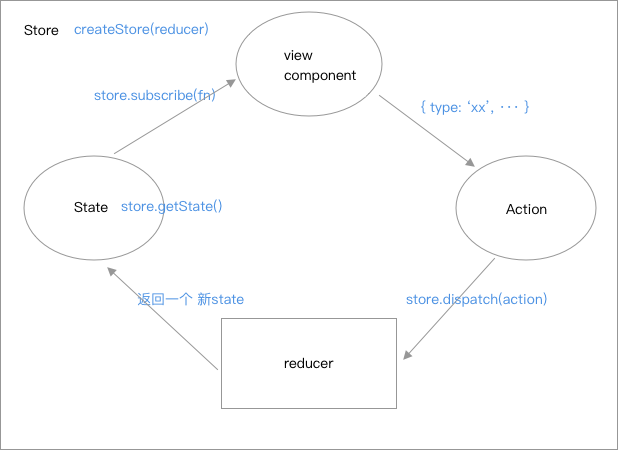 Store createStore(reducer)
view
component
store.subscribe(fn)
{ type: ‘xx’, ··· }
State store.getState()
Action
返回一个 新state
store.dispatch(action)
reducer